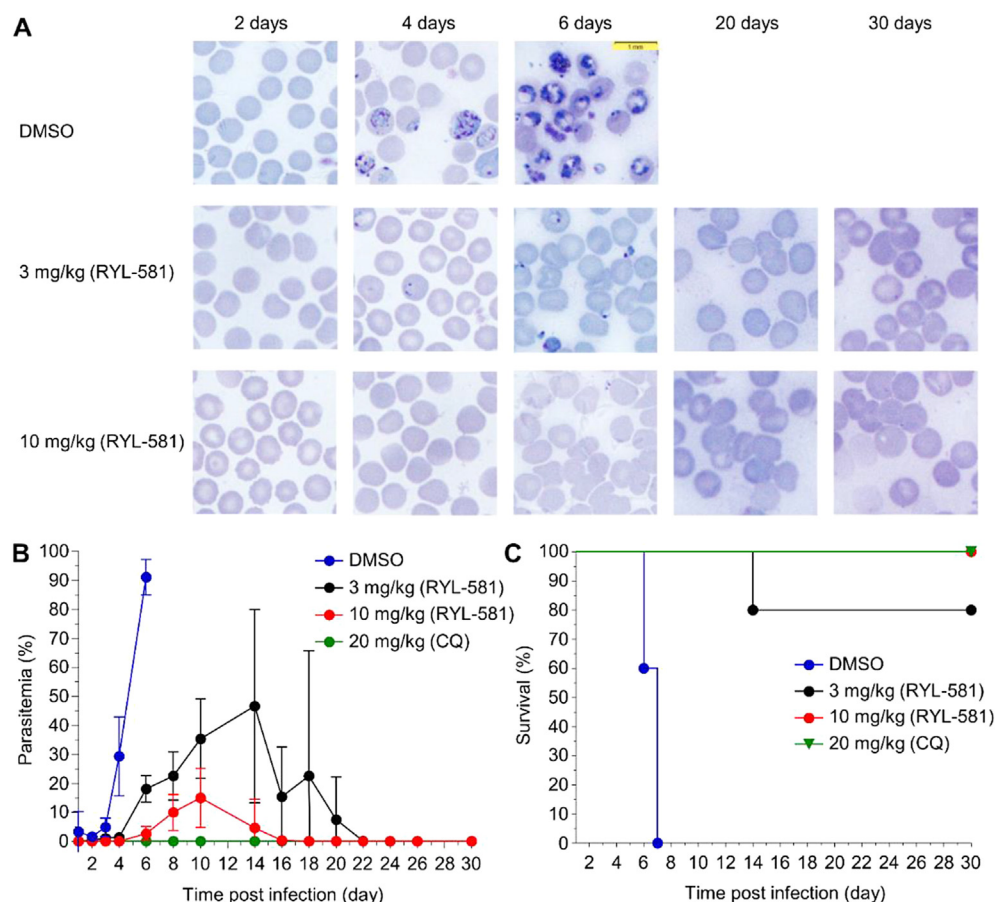 A
2 days 4 days 6 days 20 days 30 days
1 mm
DMSO
3 mg/kg (RYL-581)
10 mg/kg (RYL-581)
B
100
90
80
70
60
50
40
30
20
10
0
Parasitemia (%)
DMSO
3 mg/kg (RYL-581)
10 mg/kg (RYL-581)
20 mg/kg (CQ)
2 4 6 8 10 12 14 16 18 20 22 24 26 28 30
Time post infection (day)
C
100
90
80
70
60
50
40
30
20
10
0
Survival (%)
DMSO
3 mg/kg (RYL-581)
10 mg/kg (RYL-581)
20 mg/kg (CQ)
2 4 6 8 10 12 14 16 18 20 22 24 26 28 30
Time post infection (day)